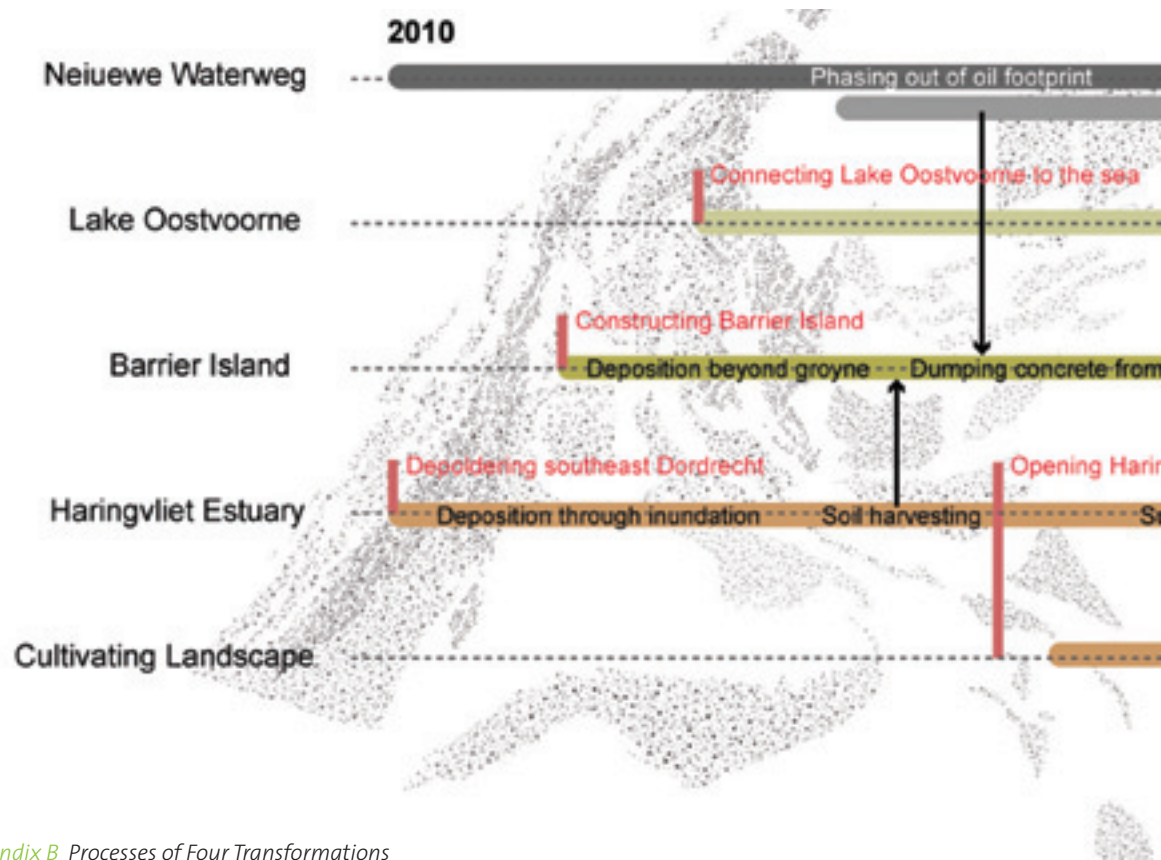 2010
Neiuewe Waterweg
Phasing out of oil footprint
Connecting Lake Oostvoorne to the sea
Lake Oostvoorne
Constructing Barrier Island
Barrier Island
Deposition beyond groyne
Dumping concrete from
Depoldering southeast Dordrecht
Opening Harin
Haringvliet Estuary
Deposition through inundation
Soil harvesting
Cultivating Landscape
ndix B Processes of Four Transformations